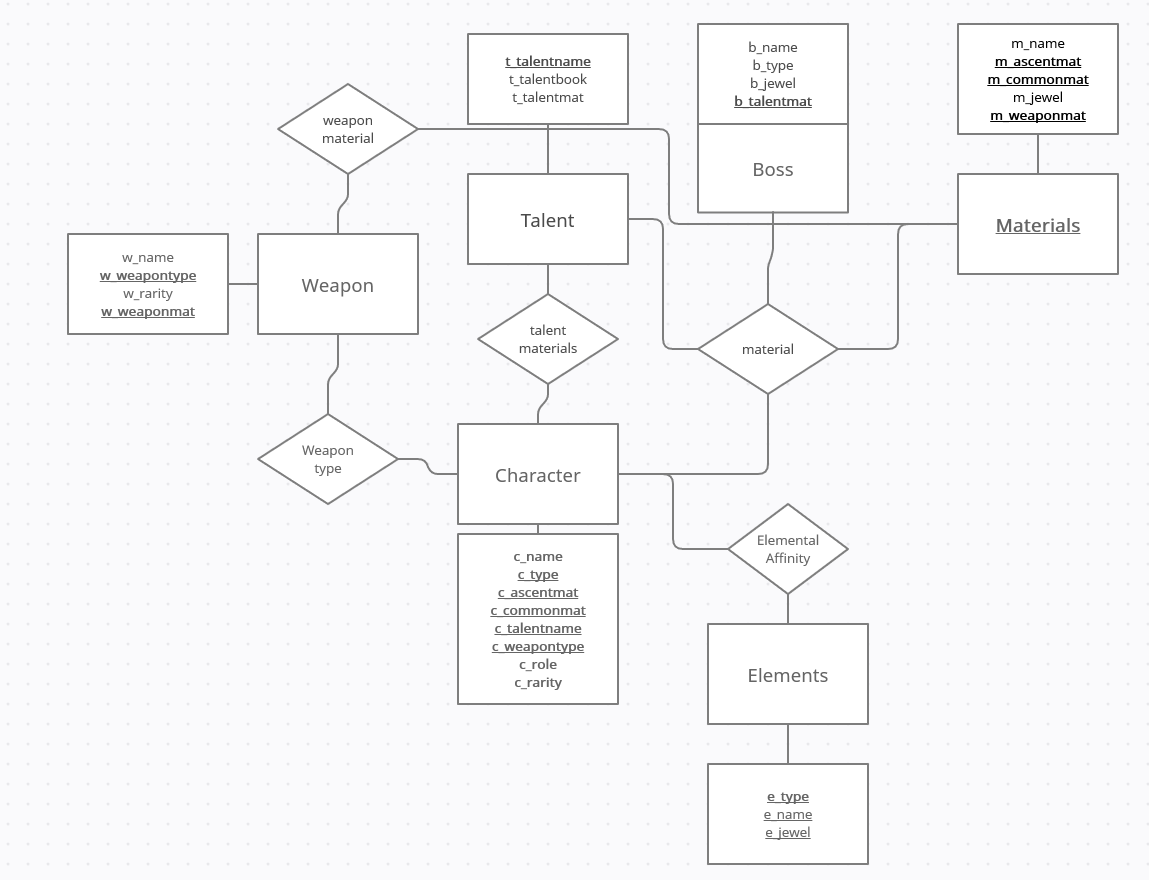 t_talentname
t_talentbook
t_talentmat
b_name
b_type
b_jewel
b_talentmat
m_name
m_ascentmat
m_commonmat
m_jewel
m_weaponmat
weapon
material
Talent
Boss
Materials
w_name
w_weapontype
w_rarity
w_weaponmat
Weapon
talent
materials
material
Weapon
type
Character
Elemental
Affinity
c_name
c_type
c_ascentmat
c_commonmat
c_talentname
c_weapontype
c_role
c_rarity
Elements
e_type
e_name
e_jewel